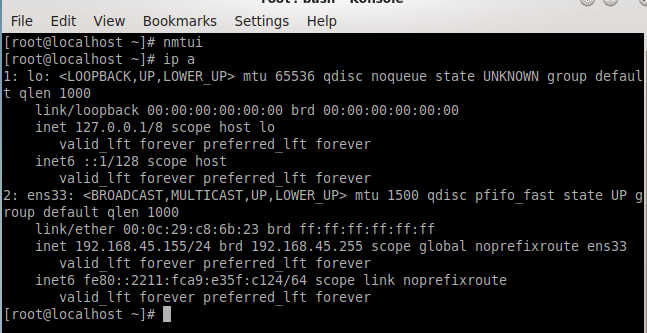 root : bash – Konsole
File Edit View Bookmarks Settings Help
[root@localhost ~]# nmtui
[root@localhost ~]# ip a
1: lo: <LOOPBACK,UP,LOWER_UP> mtu 65536 qdisc noqueue state UNKNOWN group defaul
t qlen 1000
    link/loopback 00:00:00:00:00:00 brd 00:00:00:00:00:00
    inet 127.0.0.1/8 scope host lo
       valid_lft forever preferred_lft forever
    inet6 ::1/128 scope host
       valid_lft forever preferred_lft forever
2: ens33: <BROADCAST,MULTICAST,UP,LOWER_UP> mtu 1500 qdisc pfifo_fast state UP g
roup default qlen 1000
    link/ether 00:0c:29:c8:6b:23 brd ff:ff:ff:ff:ff:ff
    inet 192.168.45.155/24 brd 192.168.45.255 scope global noprefixroute ens33
       valid_lft forever preferred_lft forever
    inet6 fe80::2211:fca9:e35f:c124/64 scope link noprefixroute
       valid_lft forever preferred_lft forever
[root@localhost ~]#